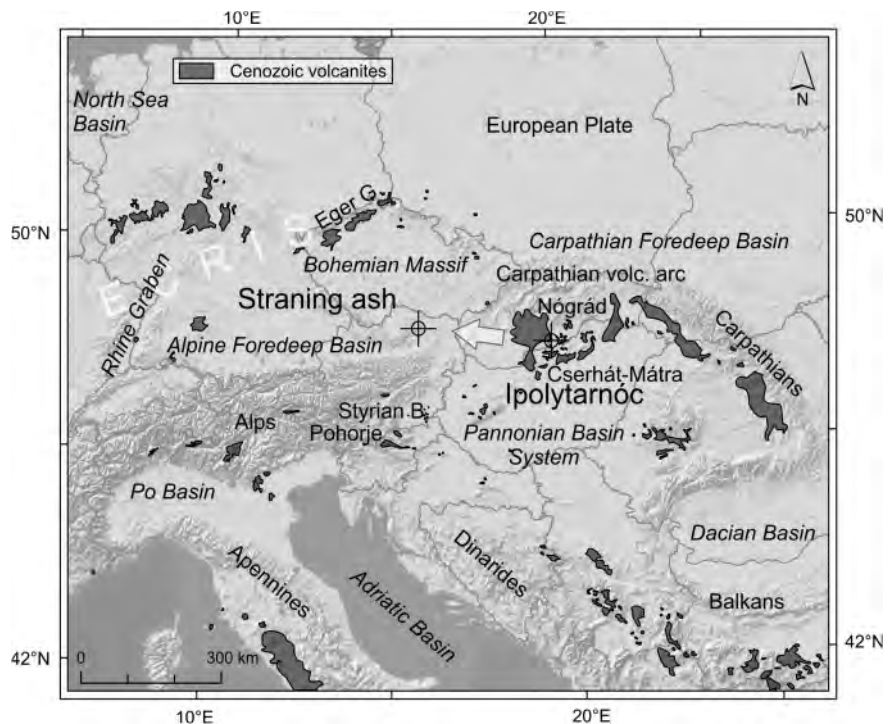 10°E
20°E
Cenozoic volcanites
N
North Sea
Basin
European Plate
50°N
50°N
Eger G.
E C R I S
Bohemian Massif
Carpathian Foredeep Basin
Carpathian volc. arc
Straning ash
Nógrád
Rhine Graben
Alpine Foredeep Basin
Carpathians
Cserhát-Mátra
Ipolytarnóc
Styrian B.
Alps
Pohorje
Pannonian Basin
System
Po Basin
Dacian Basin
Dinarides
Apennines
Adriatic Basin
Balkans
42°N
42°N
0
300 km
10°E
20°E